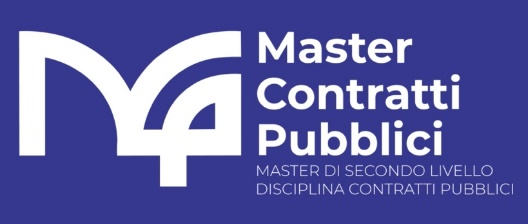 Master
Contratti
Pubblici
MASTER DI SECONDO LIVELLO
DISCIPLINA CONTRATTI PUBBLICI